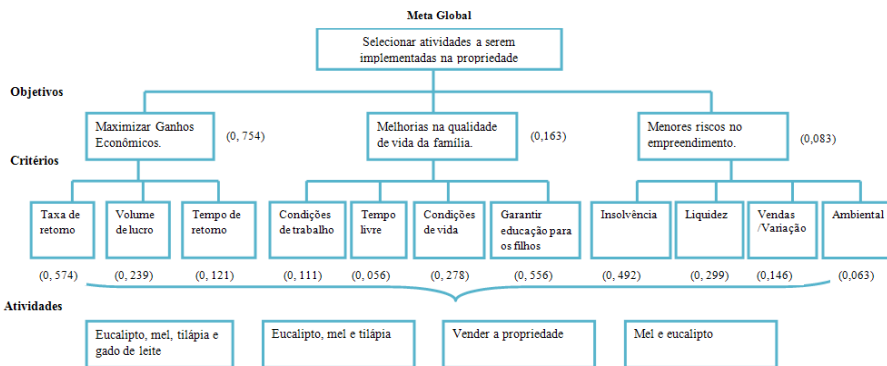 Meta Global
Selecionar atividades a serem
implementadas na propriedade
Objetivos
Maximizar Ganhos
Econômicos.
(0, 754)
Melhorias na qualidade
de vida da família.
(0,163)
Menores riscos no
empreendimento.
(0,083)
Critérios
Taxa de
retorno
Volume
de lucro
Tempo de
retorno
Condições
de trabalho
Tempo
livre
Condições
de vida
Garantir
educação para
os filhos
Insolvência
Liquidez
Vendas
/Variação
Ambiental
(0, 574)
(0, 239)
(0, 121)
(0, 111)
(0, 056)
(0, 278)
(0, 556)
(0, 492)
(0, 299)
(0, 146)
(0,063)
Atividades
Eucalipto, mel, tilápia e
gado de leite
Eucalipto, mel e tilápia
Vender a propriedade
Mel e eucalipto